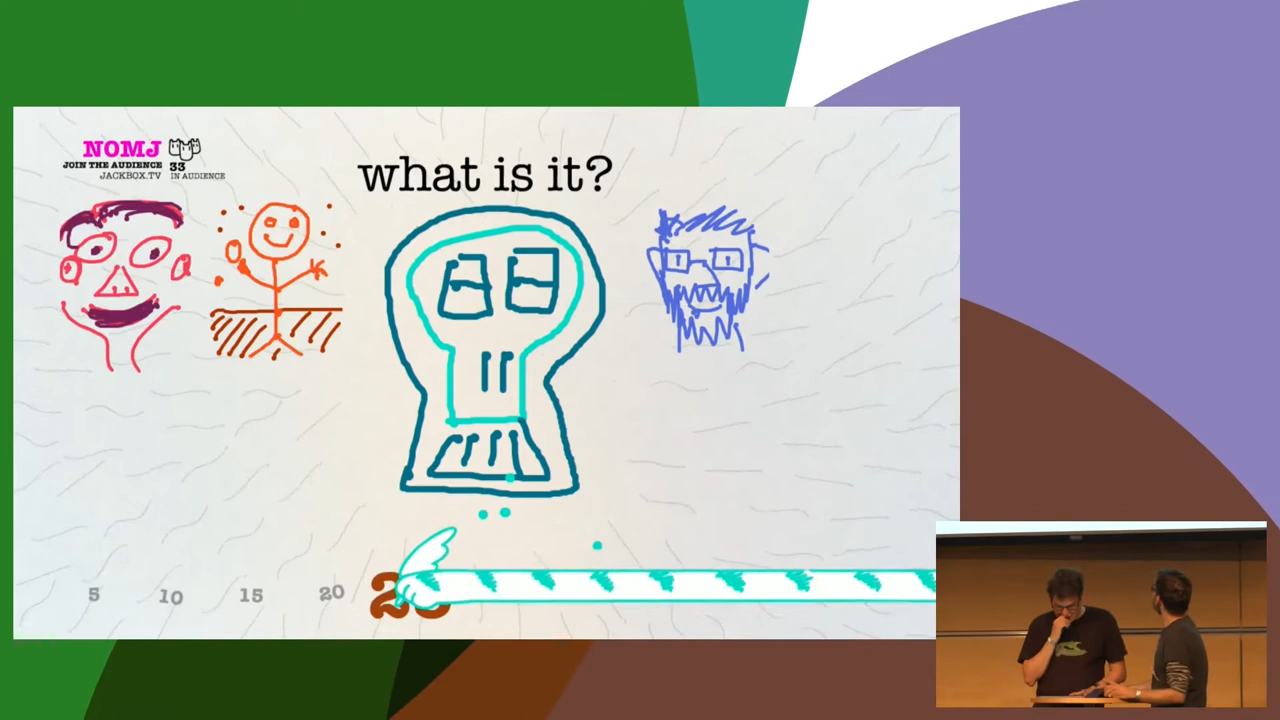 NOMJ
JOIN THE AUDIENCE
JACKBOX.TV
33
IN AUDIENCE
what is it?
5 10 15 20